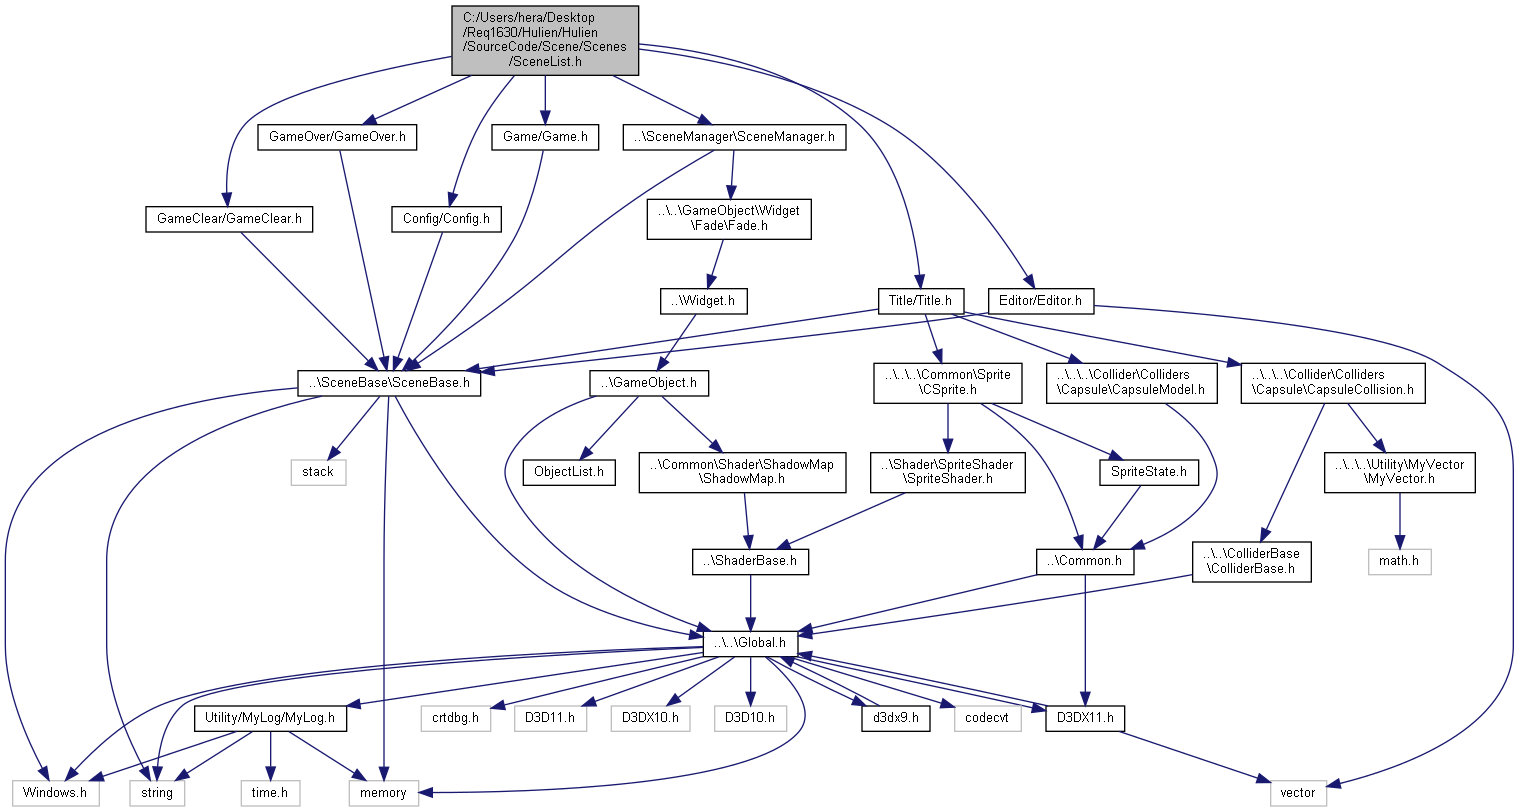 C:/Users/hera/Desktop
/Req1630/Hulien/Hulien
/SourceCode/Scene/Scenes
/SceneList.h
GameOver/GameOver.h
Game/Game.h
..\SceneManager\SceneManager.h
GameClear/GameClear.h
Config/Config.h
..\..\GameObject\Widget
\Fade\Fade.h
..\Widget.h
Title/Title.h
Editor/Editor.h
..\SceneBase\SceneBase.h
..\GameObject.h
..\..\..\Common\Sprite
\CSprite.h
..\..\..\Collider\Colliders
\Capsule\CapsuleModel.h
..\..\..\Collider\Colliders
\Capsule\CapsuleCollision.h
stack
ObjectList.h
..\Common\Shader\ShadowMap
\ShadowMap.h
..\Shader\SpriteShader
\SpriteShader.h
SpriteState.h
..\..\..\Utility\MyVector
\MyVector.h
..\ShaderBase.h
..\Common.h
..\..\ColliderBase
\ColliderBase.h
math.h
..\..\Global.h
Utility/MyLog/MyLog.h
crtdbg.h
D3D11.h
D3DX10.h
D3D10.h
d3dx9.h
codecvt
D3DX11.h
Windows.h
string
time.h
memory
vector